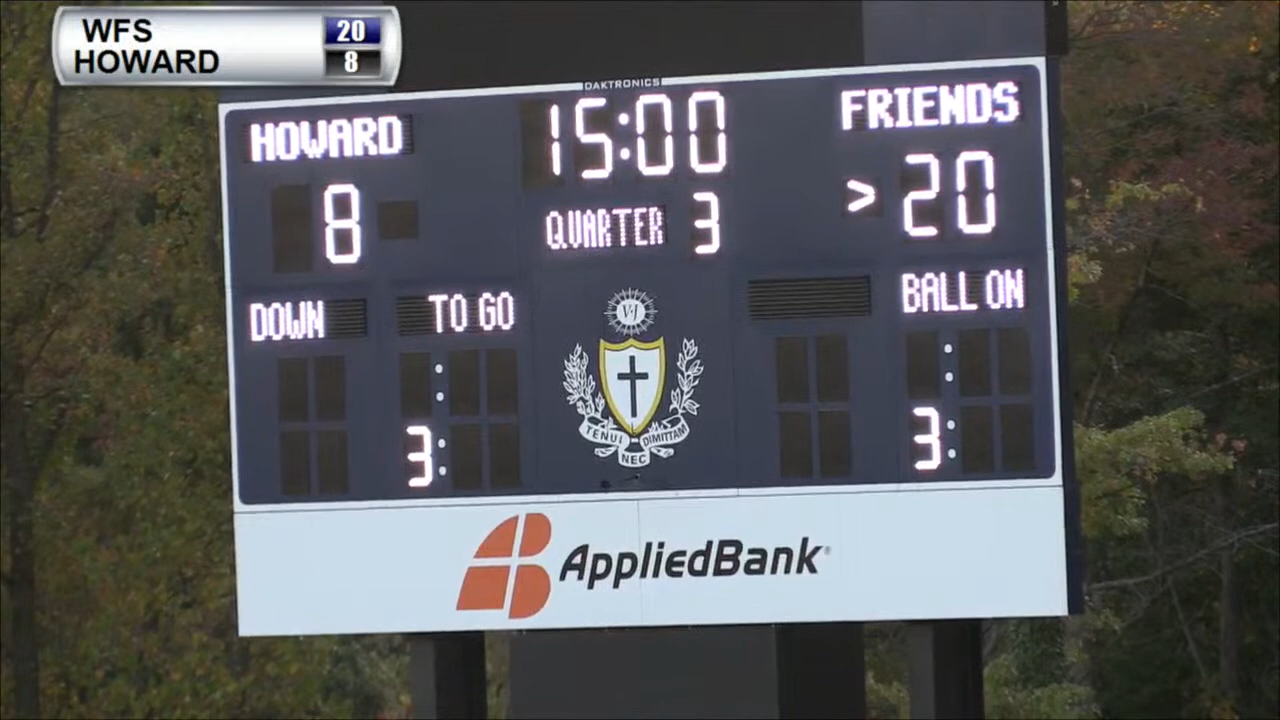 WFS 20
HOWARD 8
DAKTRONICS
HOWARD 15:00 FRIENDS
8 QUARTER 3 > 20
DOWN TO GO BALL ON
VJ
: :
3: 3:
TENUI NEC DIMITTAM
AppliedBank